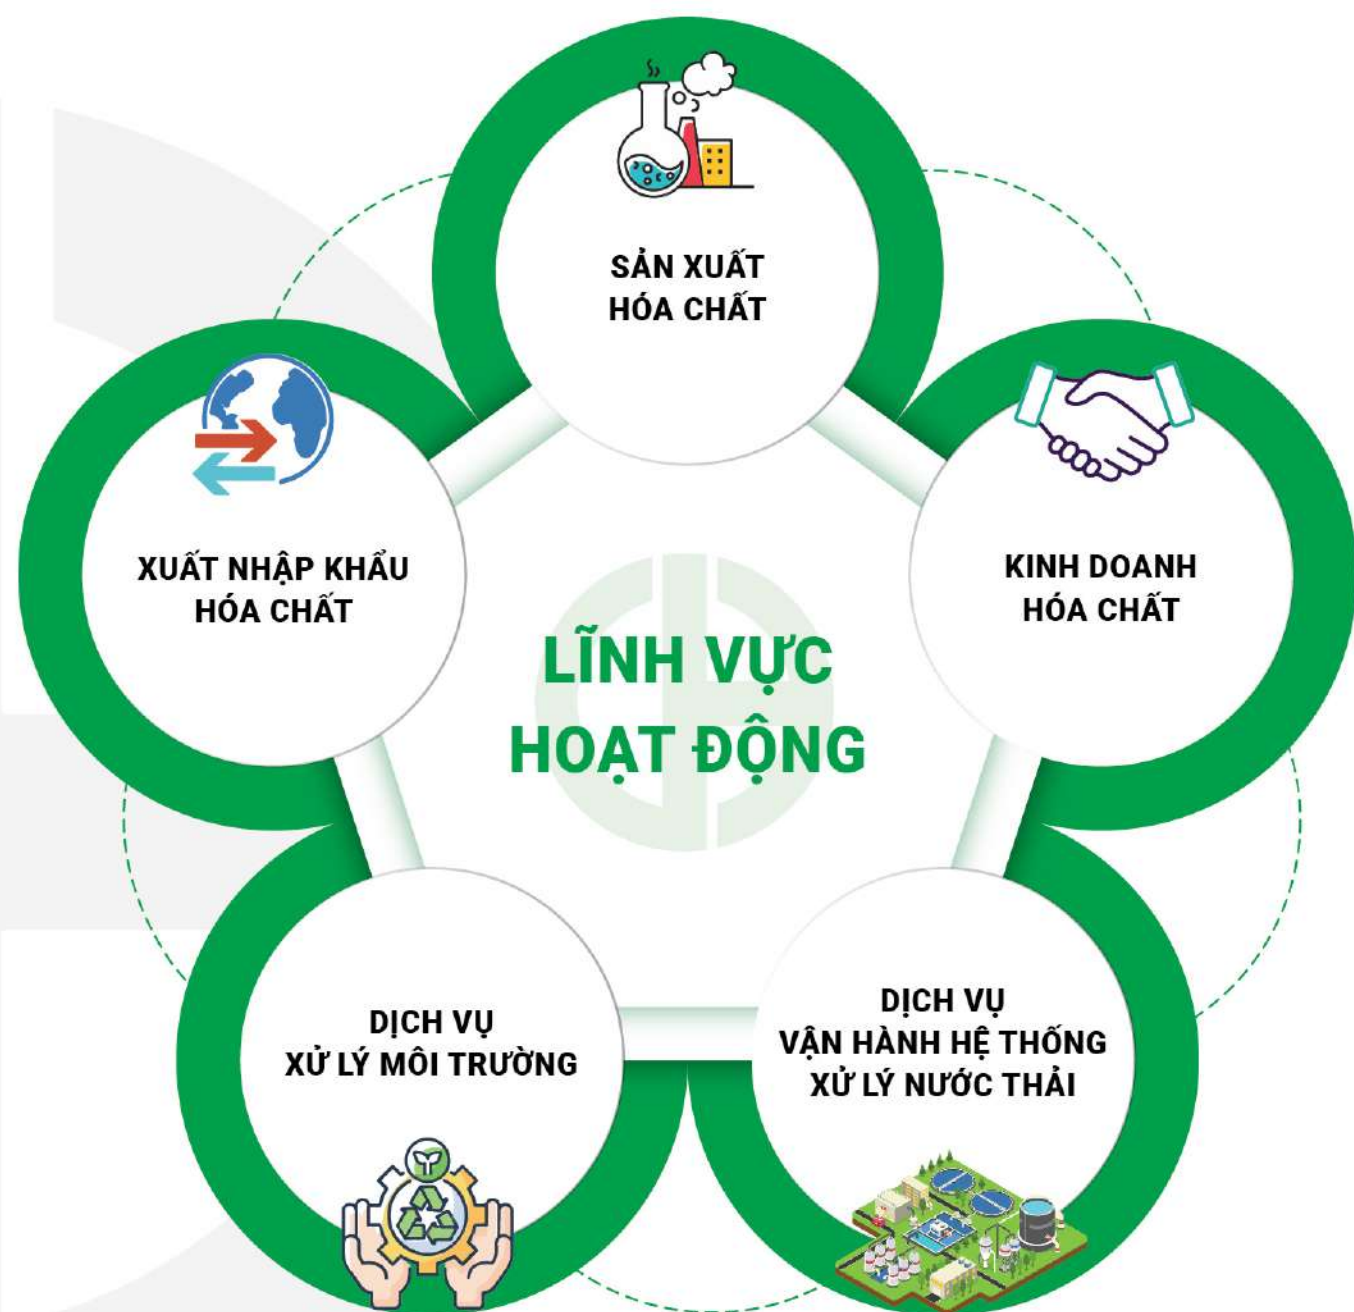 SẢN XUẤT
HÓA CHẤT
XUẤT NHẬP KHẨU
HÓA CHẤT
KINH DOANH
HÓA CHẤT
LĨNH VỰC
HOẠT ĐỘNG
DỊCH VỤ
XỬ LÝ MÔI TRƯỜNG
DỊCH VỤ
VẬN HÀNH HỆ THỐNG
XỬ LÝ NƯỚC THẢI